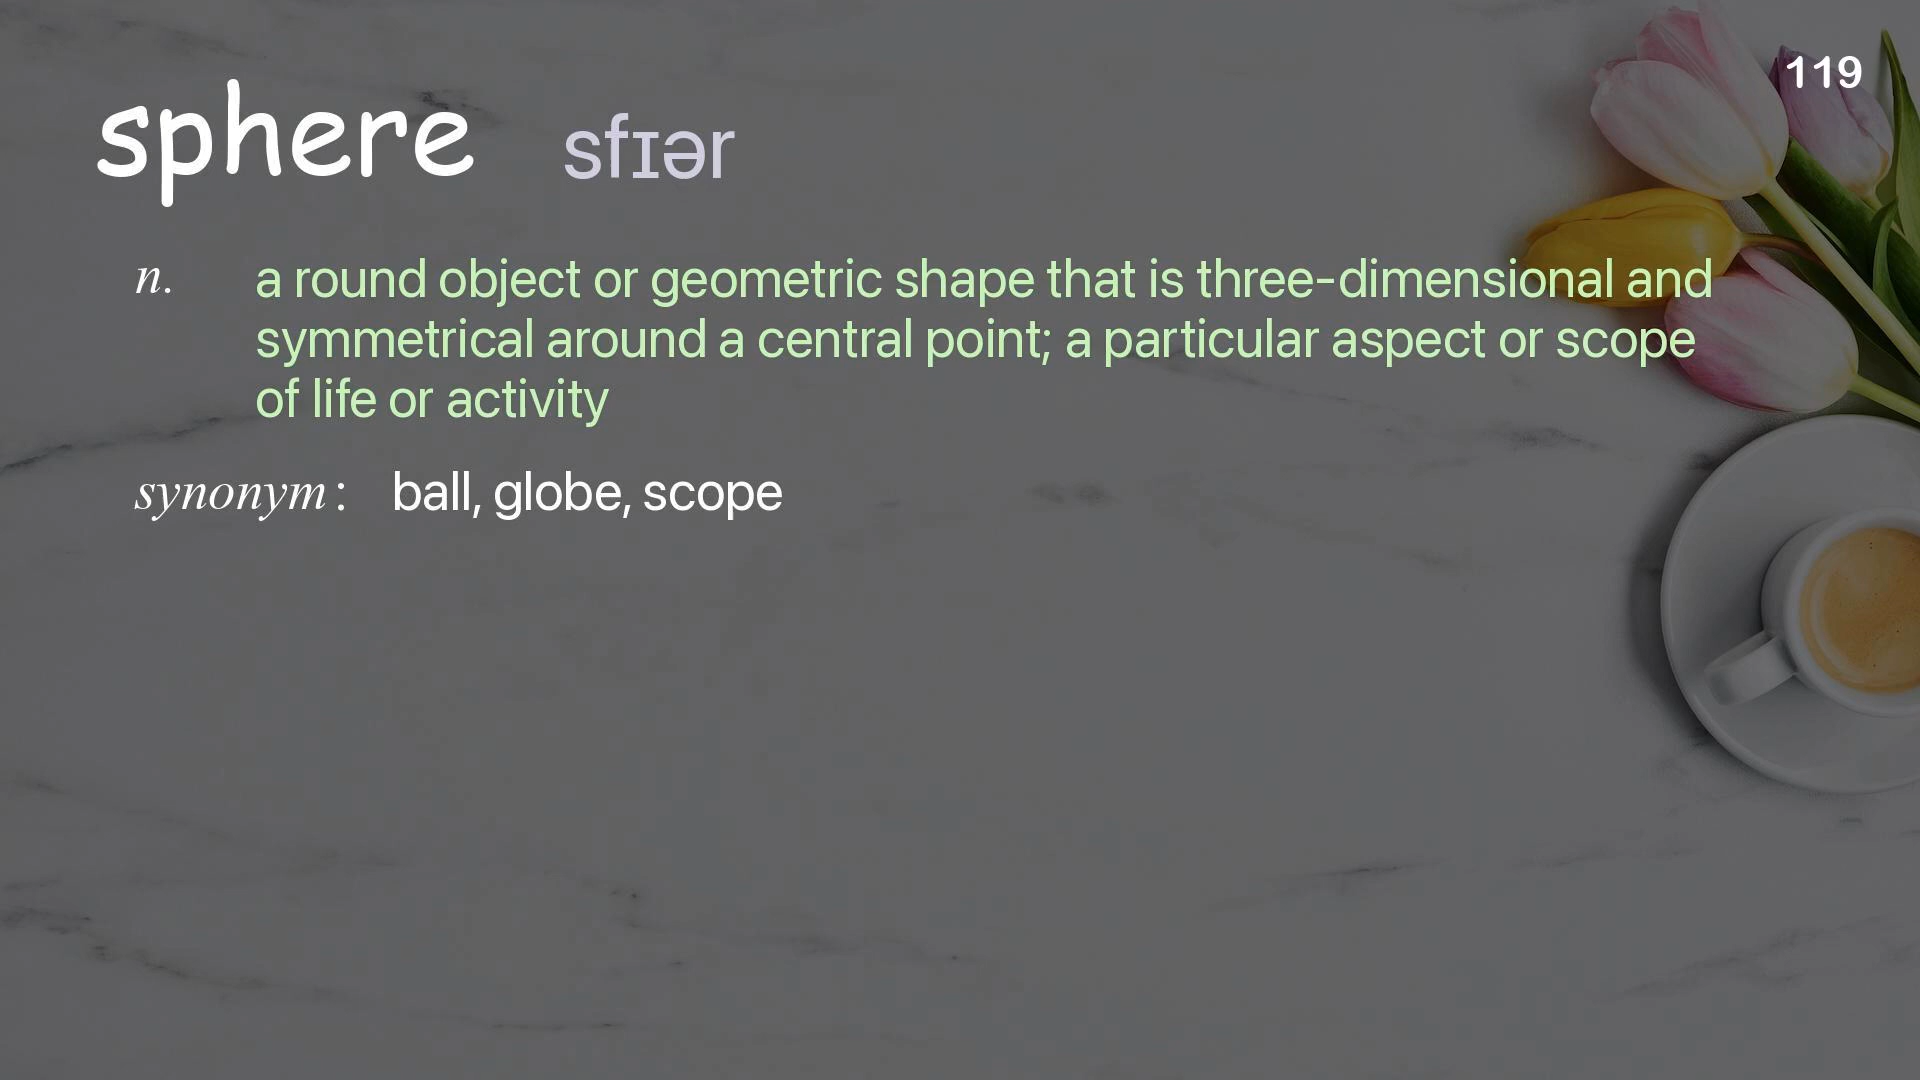 119
sphere sfɪər
n. a round object or geometric shape that is three-dimensional and
symmetrical around a central point; a particular aspect or scope
of life or activity
synonym: ball, globe, scope